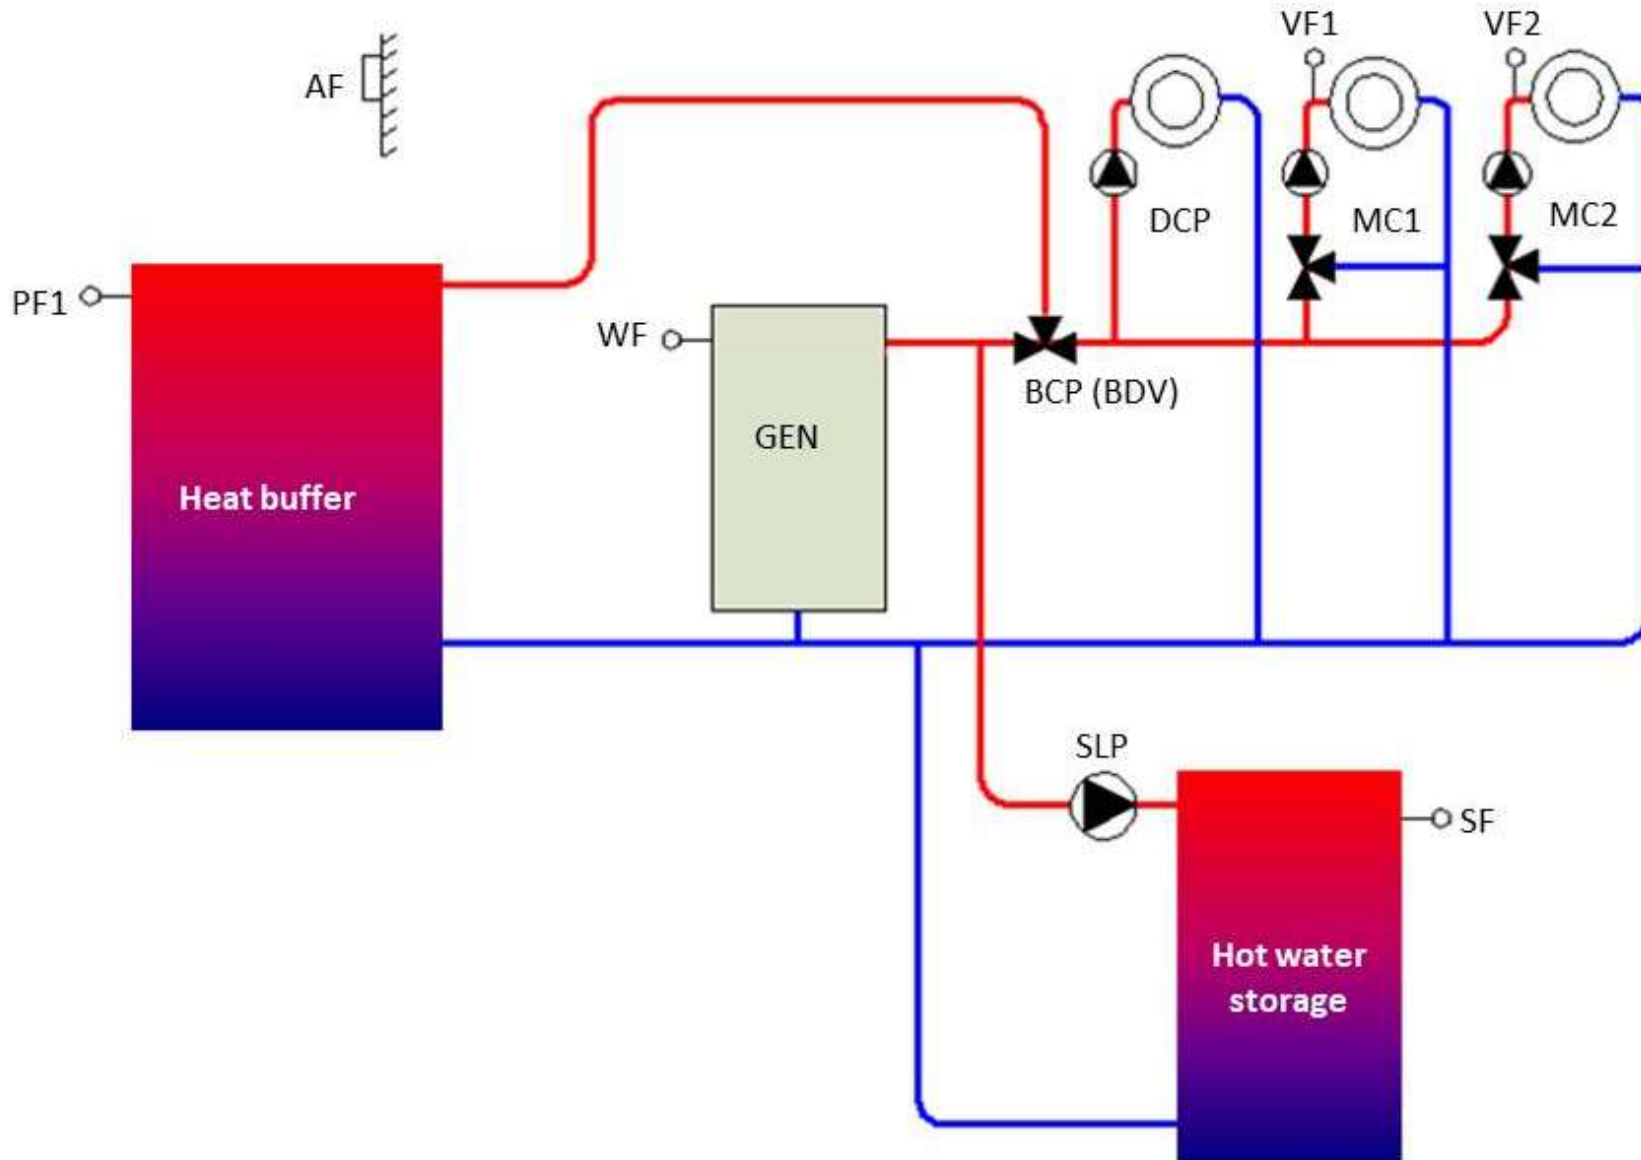 VF1
VF2
AF
DCP
MC1
MC2
PF1
WF
BCP (BDV)
GEN
Heat buffer
SLP
SF
Hot water
storage